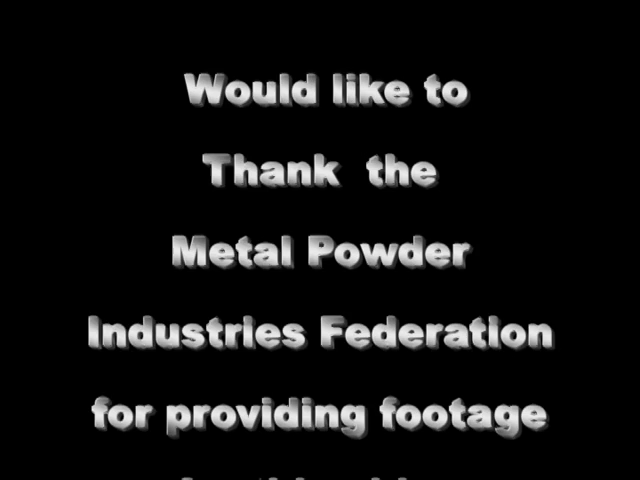 Would like to
Thank the
Metal Powder
Industries Federation
for providing footage